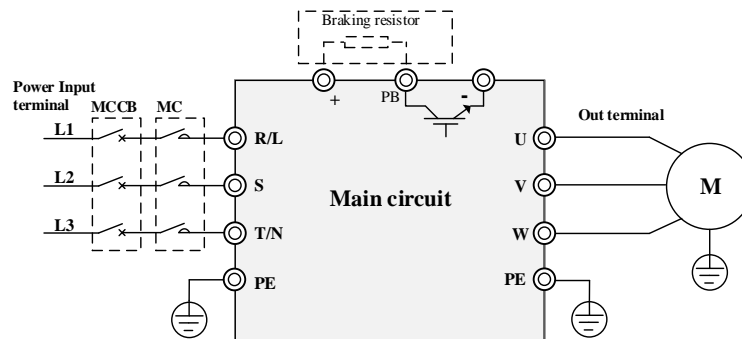 Braking resistor
+
PB
-
Power Input
terminal
MCCB
MC
L1
R/L
U
Out terminal
L2
S
Main circuit
V
M
L3
T/N
W
PE
PE